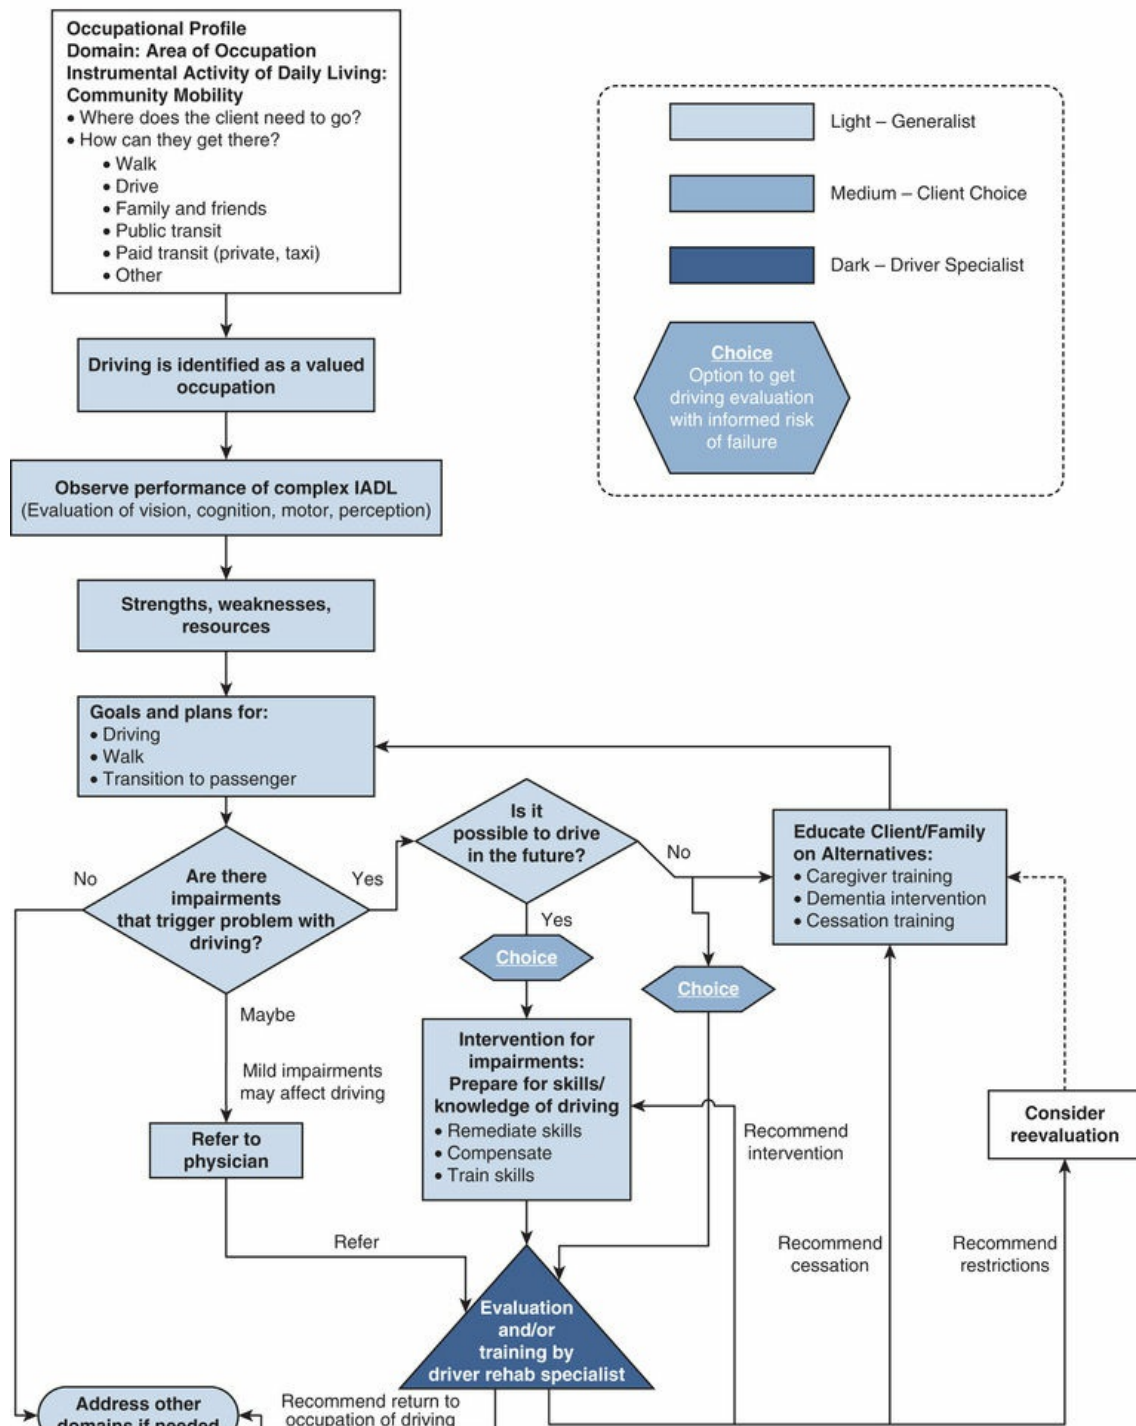 Occupational Profile
Domain: Area of Occupation
Instrumental Activity of Daily Living:
Community Mobility
• Where does the client need to go?
• How can they get there?
• Walk
• Drive
• Family and friends
• Public transit
• Paid transit (private, taxi)
• Other
Light – Generalist
Medium – Client Choice
Dark – Driver Specialist
Choice
Option to get
driving evaluation
with informed risk
of failure
Driving is identified as a valued
occupation
Observe performance of complex IADL
(Evaluation of vision, cognition, motor, perception)
Strengths, weaknesses,
resources
Goals and plans for:
• Driving
• Walk
• Transition to passenger
Are there
impairments
that trigger problem with
driving?
No
Yes
Maybe
Mild impairments
may affect driving
Refer to
physician
Refer
Is it
possible to drive
in the future?
No
Yes
Choice
Choice
Educate Client/Family
on Alternatives:
• Caregiver training
• Dementia intervention
• Cessation training
Intervention for
impairments:
Prepare for skills/
knowledge of driving
• Remediate skills
• Compensate
• Train skills
Recommend
intervention
Consider
reevaluation
Recommend
cessation
Recommend
restrictions
Evaluation
and/or
training by
driver rehab specialist
Address other
domains if needed
Recommend return to
occupation of driving